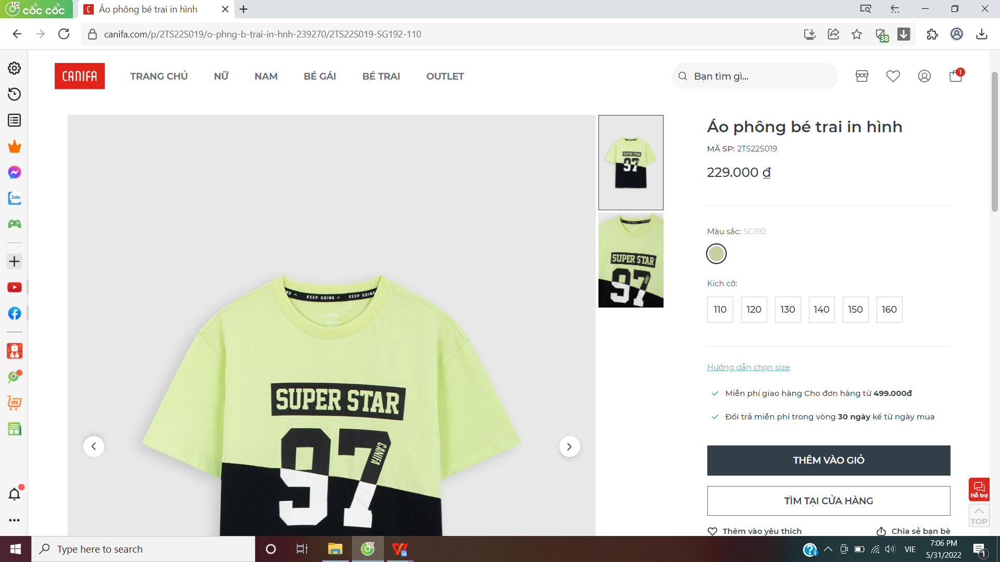 cốc cốc
Áo phông bé trai in hình
canifa.com/p/2TS22S019/o-phng-b-trai-in-hnh-239270/2TS22S019-SG192-110
38
CANIFA
TRANG CHỦ
NỮ
NAM
BÉ GÁI
BÉ TRAI
OUTLET
Bạn tìm gì...
1
Áo phông bé trai in hình
MÃ SP: 2TS22S019
229.000 ₫
Màu sắc: SG192
Kích cỡ:
110
120
130
140
150
160
Hướng dẫn chọn size
Miễn phí giao hàng Cho đơn hàng từ 499.000đ
Đổi trả miễn phí trong vòng 30 ngày kể từ ngày mua
THÊM VÀO GIỎ
TÌM TẠI CỬA HÀNG
Thêm vào yêu thích
Chia sẻ bạn bè
Hỗ trợ
TOP
KEEP GOING ^ KEEP GOING
SUPER STAR
97
CANIFA
SUPER STAR
97
SUPER STAR
97
CANIFA
Zalo
6.6
Type here to search
VIE
7:06 PM
5/31/2022
1